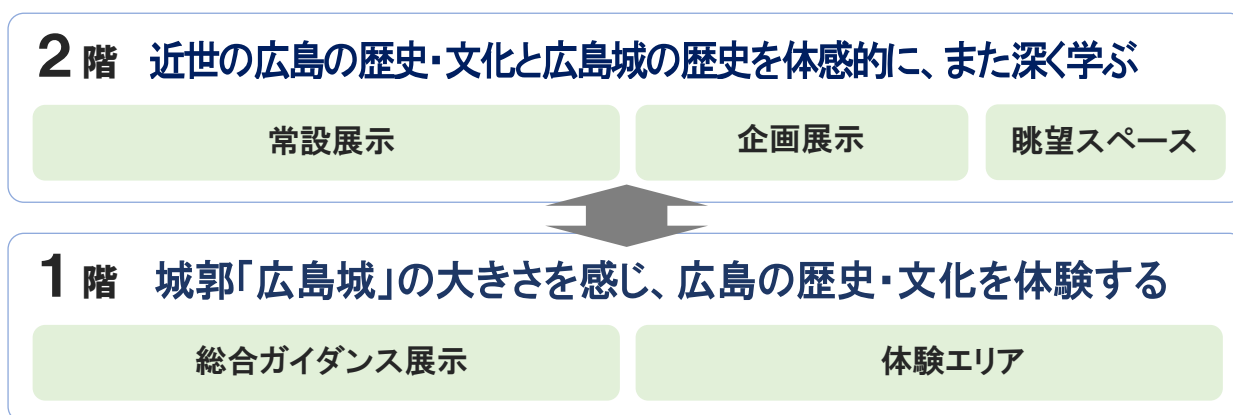 2階 近世の広島の歴史・文化と広島城の歴史を体感的に、また深く学ぶ
常設展示 企画展示 眺望スペース
1階 城郭「広島城」の大きさを感じ、広島の歴史・文化を体験する
総合ガイダンス展示 体験エリア